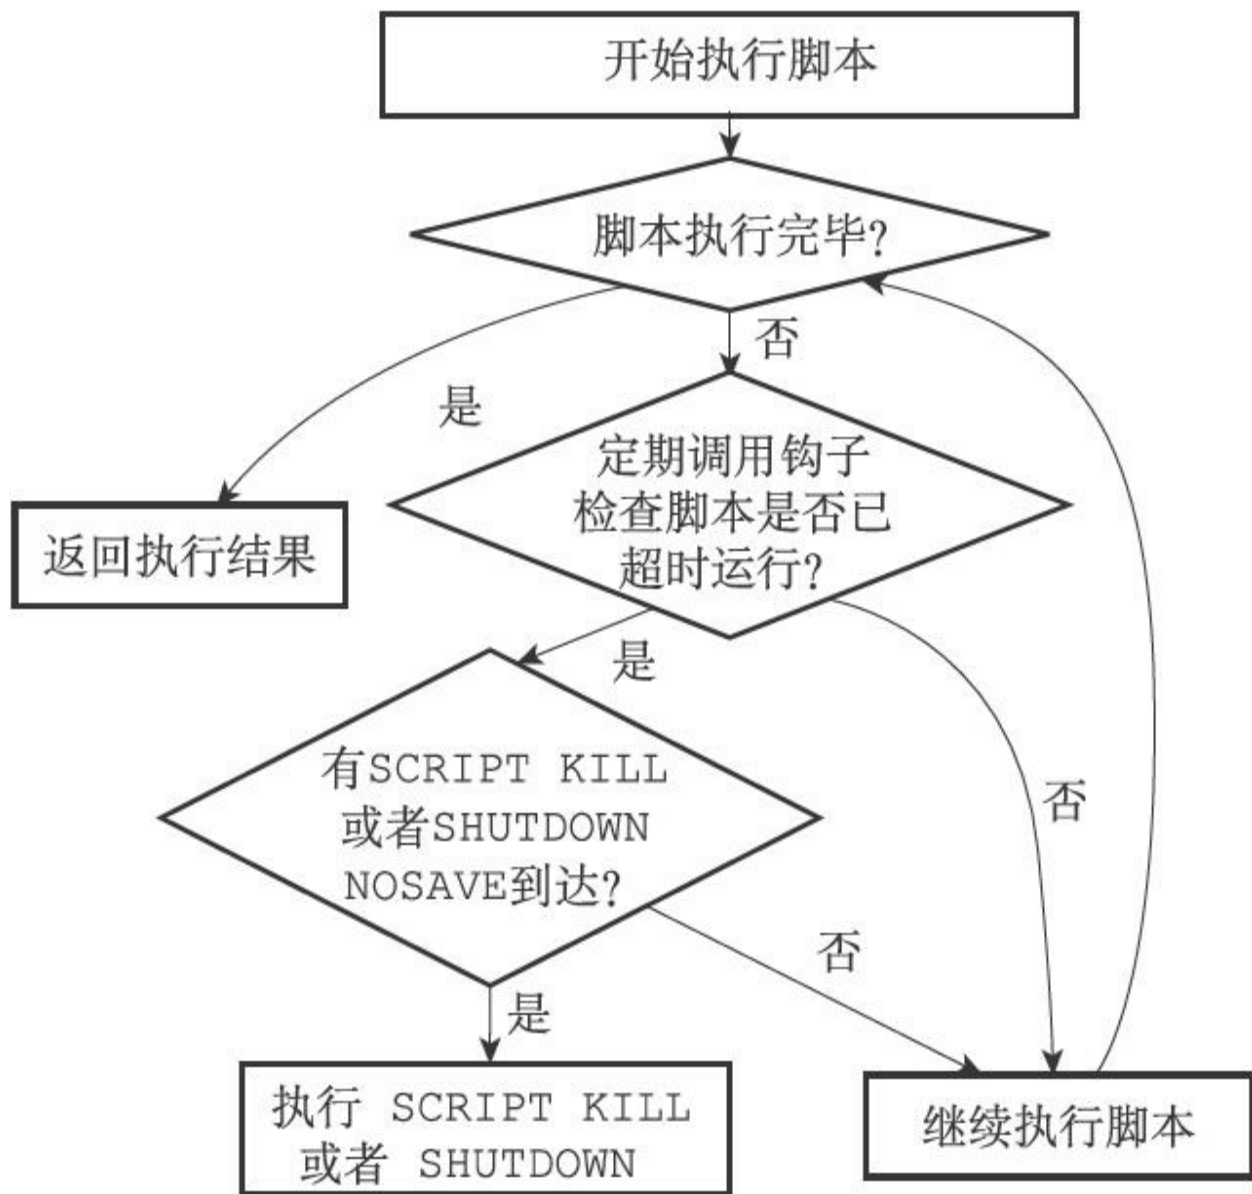 开始执行脚本
脚本执行完毕?
否
是
定期调用钩子
检查脚本是否已
超时运行?
返回执行结果
是
有SCRIPT KILL
或者SHUTDOWN
NOSAVE到达?
否
否
是
执行 SCRIPT KILL
或者 SHUTDOWN
继续执行脚本